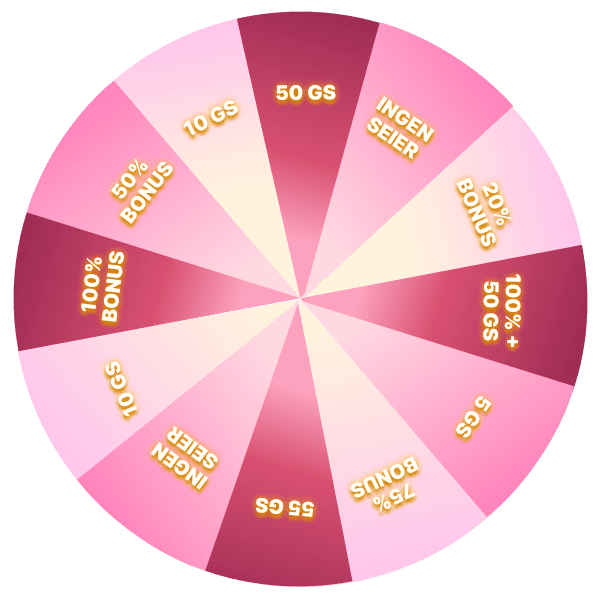 50 GS
INGEN
SEIER
20%
BONUS
100% +
50 GS
5 GS
75%
BONUS
55 GS
INGEN
SEIER
10 GS
100%
BONUS
50%
BONUS
10 GS